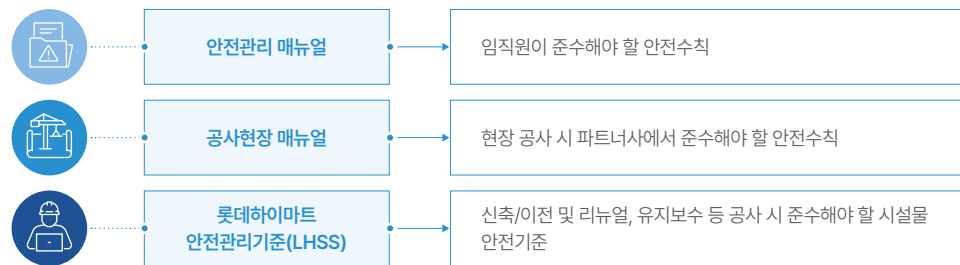 안전관리 매뉴얼
임직원이 준수해야 할 안전수칙
공사현장 매뉴얼
현장 공사 시 파트너사에서 준수해야 할 안전수칙
롯데하이마트
안전관리기준(LHSS)
신축/이전 및 리뉴얼, 유지보수 등 공사 시 준수해야 할 시설물
안전기준